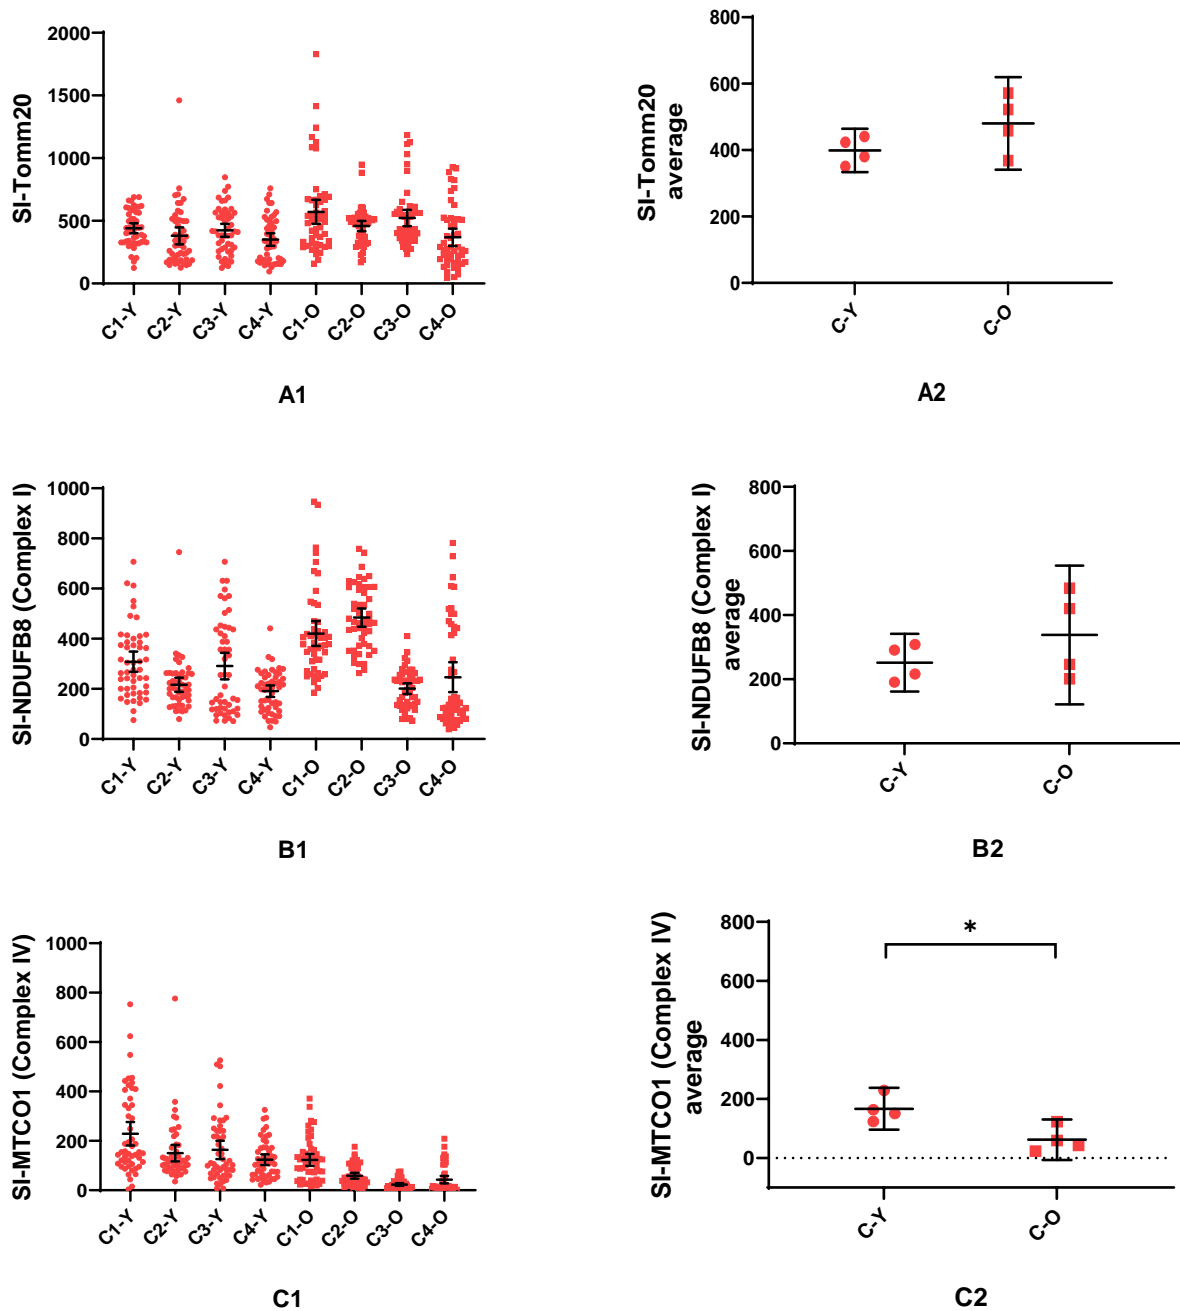 SI-Tomm20
2000
1500
1000
500
0
C1-Y
C2-Y
C3-Y
C4-Y
C1-O
C2-O
C3-O
C4-O
A1
SI-Tomm20
average
800
600
400
200
0
C-Y
C-O
A2
SI-NDUFB8 (Complex I)
1000
800
600
400
200
0
C1-Y
C2-Y
C3-Y
C4-Y
C1-O
C2-O
C3-O
C4-O
B1
SI-NDUFB8 (Complex I)
average
800
600
400
200
0
C-Y
C-O
B2
SI-MTCO1 (Complex IV)
1000
800
600
400
200
0
C1-Y
C2-Y
C3-Y
C4-Y
C1-O
C2-O
C3-O
C4-O
C1
SI-MTCO1 (Complex IV)
average
800
600
400
200
0
*
C-Y
C-O
C2